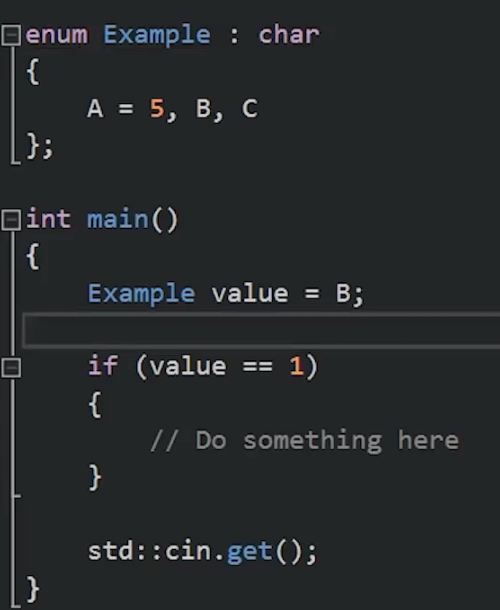 enum Example : char
{
    A = 5, B, C
};

int main()
{
    Example value = B;

    if (value == 1)
    {
        // Do something here
    }

    std::cin.get();
}